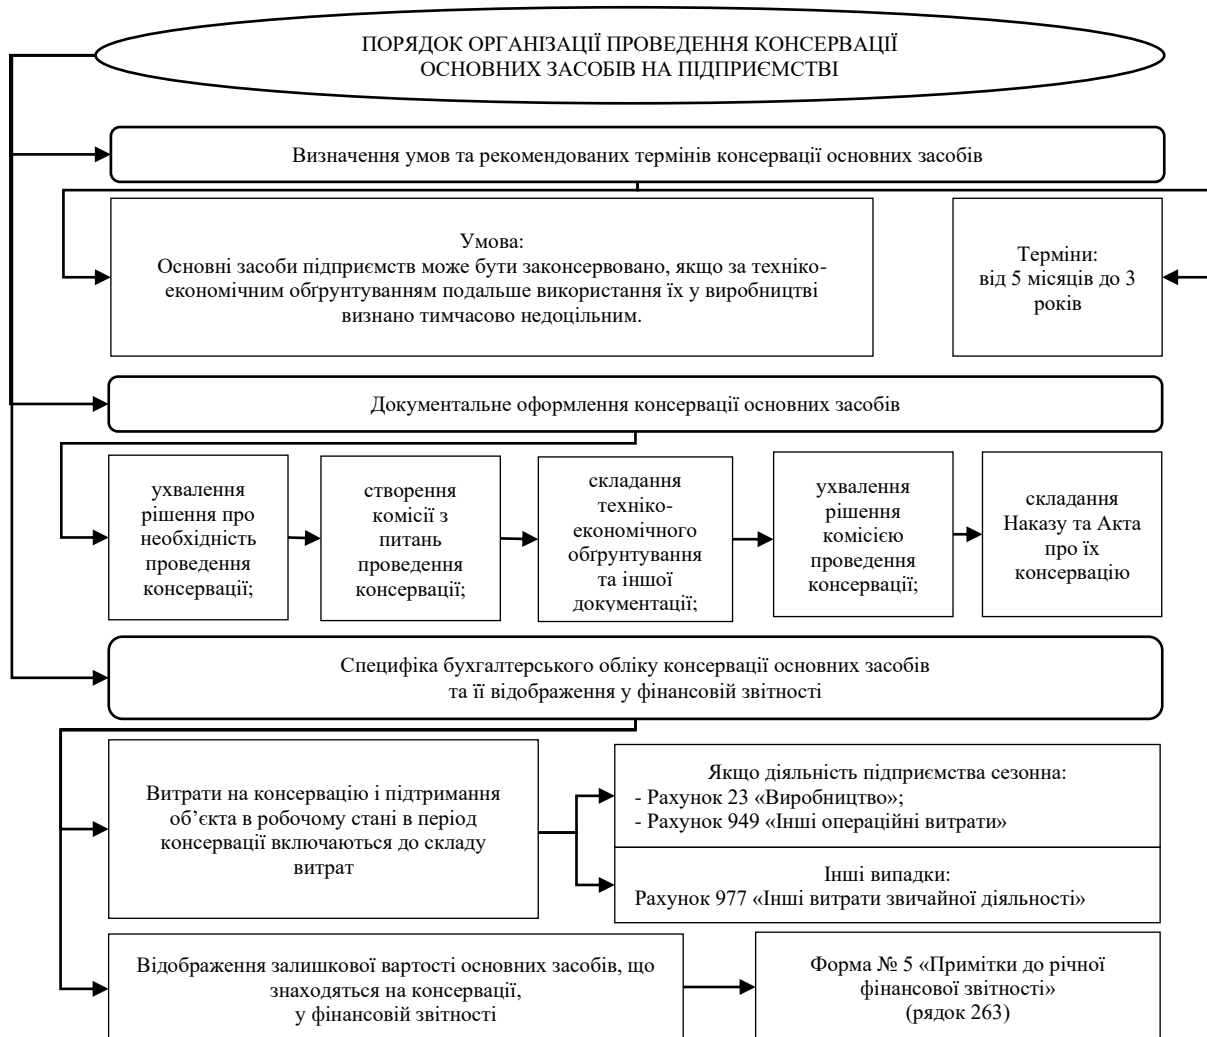 ПОРЯДОК ОРГАНІЗАЦІЇ ПРОВЕДЕННЯ КОНСЕРВАЦІЇ
ОСНОВНИХ ЗАСОБІВ НА ПІДПРИЄМСТВІ
Визначення умов та рекомендованих термінів консервації основних засобів
Умова:
Основні засоби підприємств може бути законсервовано, якщо за техніко-
економічним обґрунтуванням подальше використання їх у виробництві
визнано тимчасово недоцільним.
Терміни:
від 5 місяців до 3
років
Документальне оформлення консервації основних засобів
ухвалення
рішення про
необхідність
проведення
консервації;
створення
комісії з
питань
проведення
консервації;
складання
техніко-
економічного
обґрунтування
та іншої
документації;
ухвалення
рішення
комісією
проведення
консервації;
складання
Наказу та Акта
про їх
консервацію
Специфіка бухгалтерського обліку консервації основних засобів
та її відображення у фінансовій звітності
Витрати на консервацію і підтримання
об’єкта в робочому стані в період
консервації включаються до складу
витрат
Якщо діяльність підприємства сезонна:
- Рахунок 23 «Виробництво»;
- Рахунок 949 «Інші операційні витрати»
Інші випадки:
Рахунок 977 «Інші витрати звичайної діяльності»
Відображення залишкової вартості основних засобів, що
знаходяться на консервації,
у фінансовій звітності
Форма № 5 «Примітки до річної
фінансової звітності»
(рядок 263)